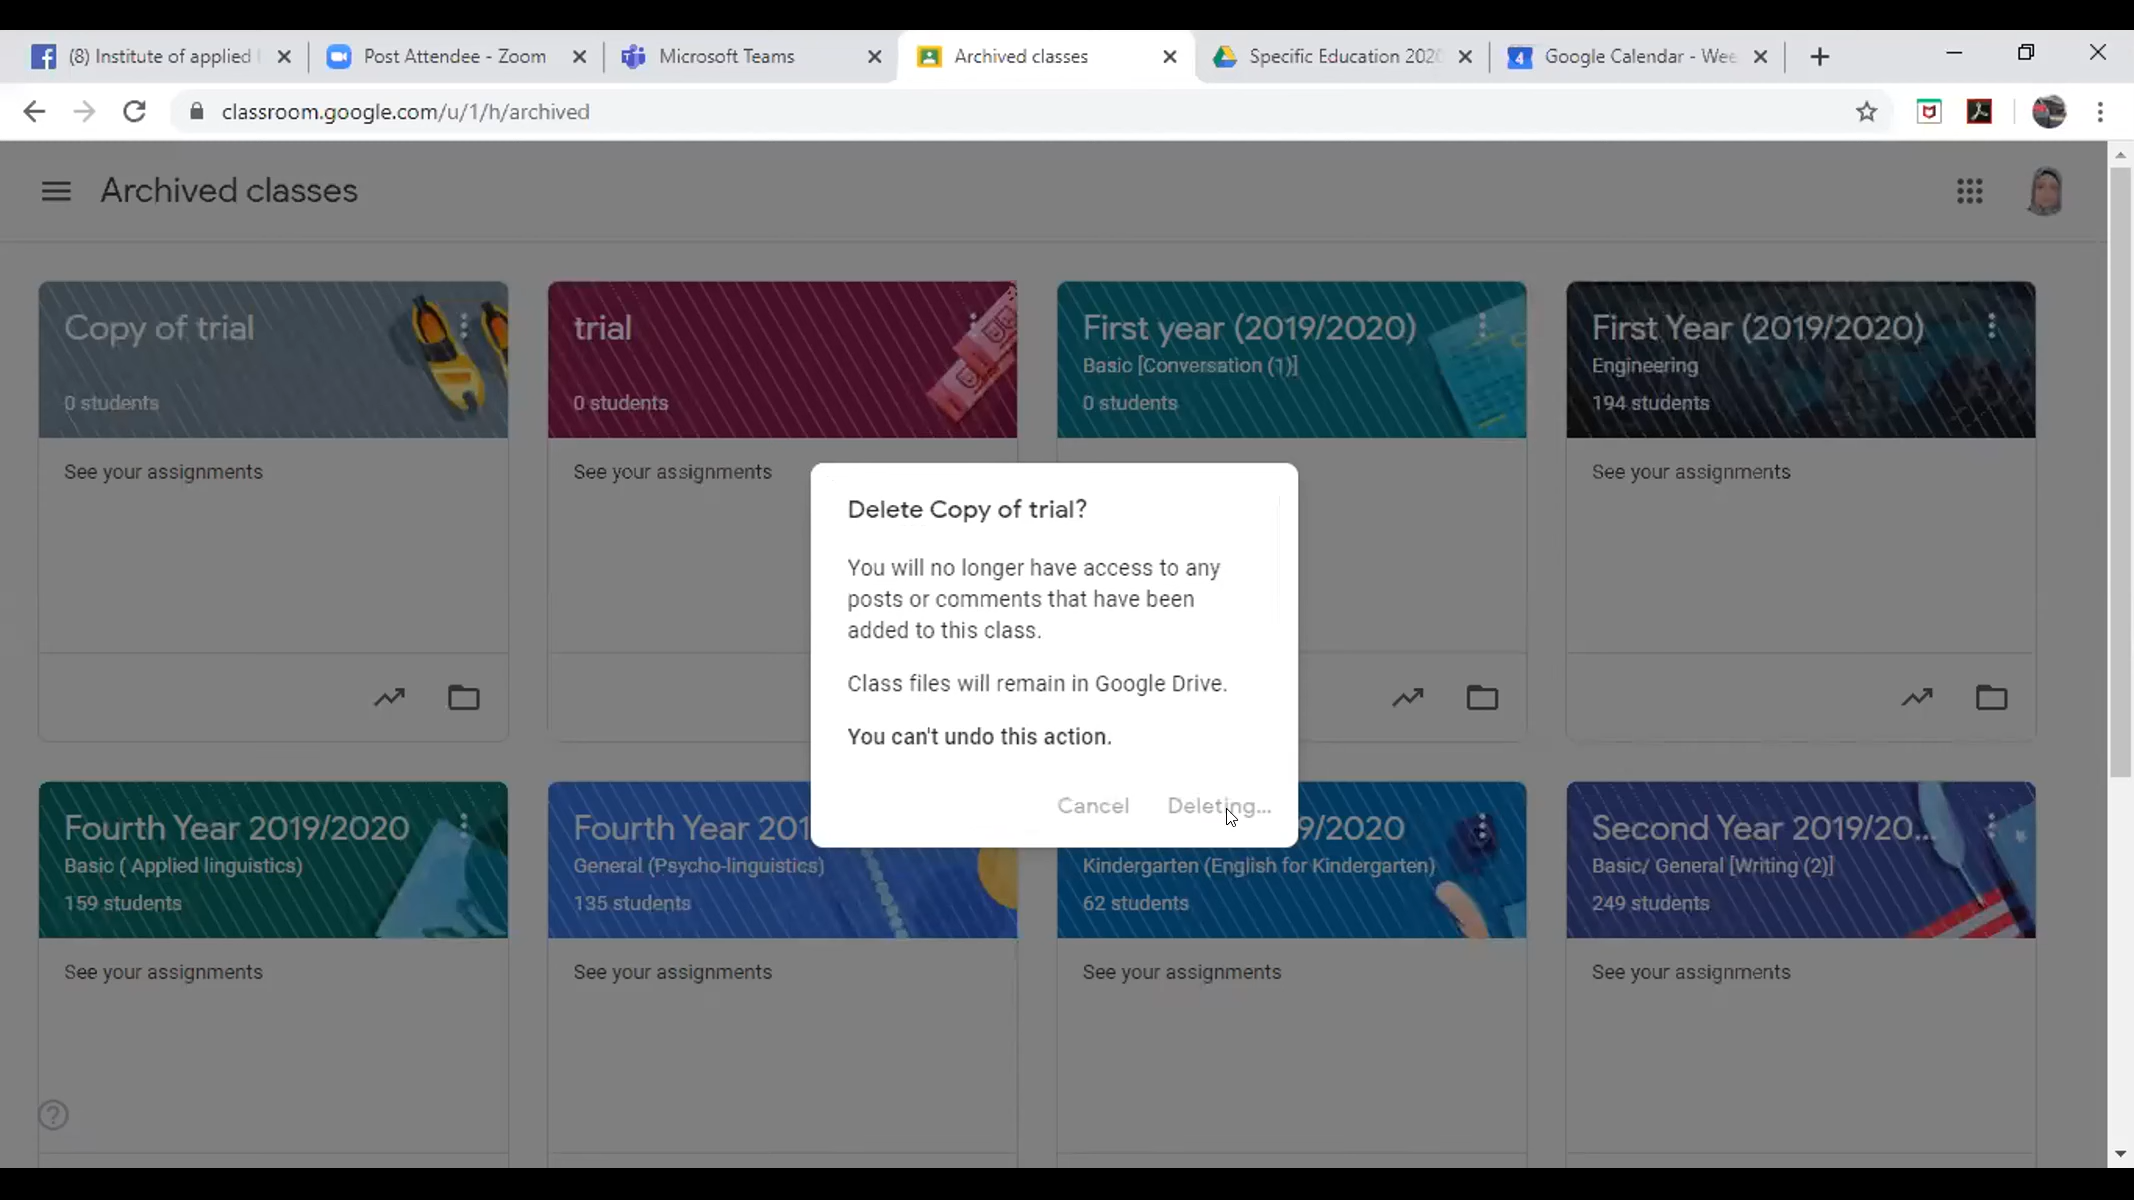 (8) Institute of applied
Post Attendee - Zoom
Microsoft Teams
Archived classes
Specific Education 2020
Google Calendar - Wee
classroom.google.com/u/1/h/archived
Archived classes
Copy of trial
0 students
See your assignments
trial
0 students
See your assignments
First year (2019/2020)
Basic [Conversation (1)]
0 students
First Year (2019/2020)
Engineering
194 students
See your assignments
Delete Copy of trial?
You will no longer have access to any
posts or comments that have been
added to this class.
Class files will remain in Google Drive.
You can't undo this action.
Cancel
Deleting...
Fourth Year 2019/2020
Basic ( Applied linguistics)
159 students
See your assignments
Fourth Year 201
General (Psycho-linguistics)
135 students
See your assignments
9/2020
Kindergarten (English for Kindergarten)
62 students
See your assignments
Second Year 2019/20...
Basic/ General [Writing (2)]
249 students
See your assignments